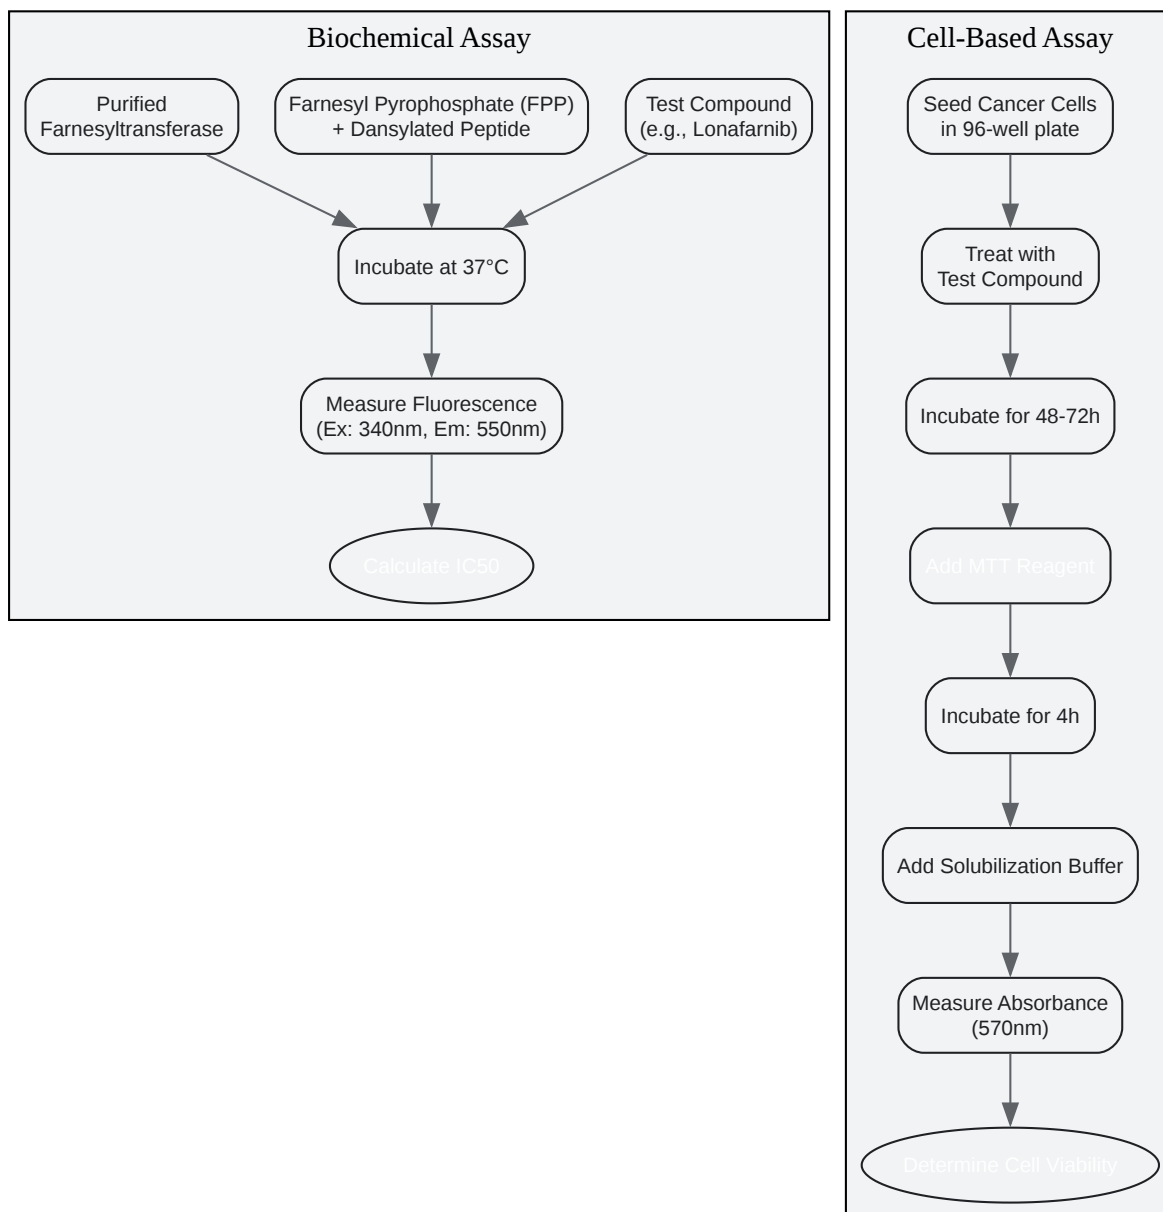 Biochemical Assay
Purified
Farnesyltransferase
Farnesyl Pyrophosphate (FPP)
+ Dansylated Peptide
Test Compound
(e.g., Lonafarnib)
Incubate at 37°C
Measure Fluorescence
(Ex: 340nm, Em: 550nm)
Calculate IC50
Cell-Based Assay
Seed Cancer Cells
in 96-well plate
Treat with
Test Compound
Incubate for 48-72h
Add MTT Reagent
Incubate for 4h
Add Solubilization Buffer
Measure Absorbance
(570nm)
Determine Cell Viability